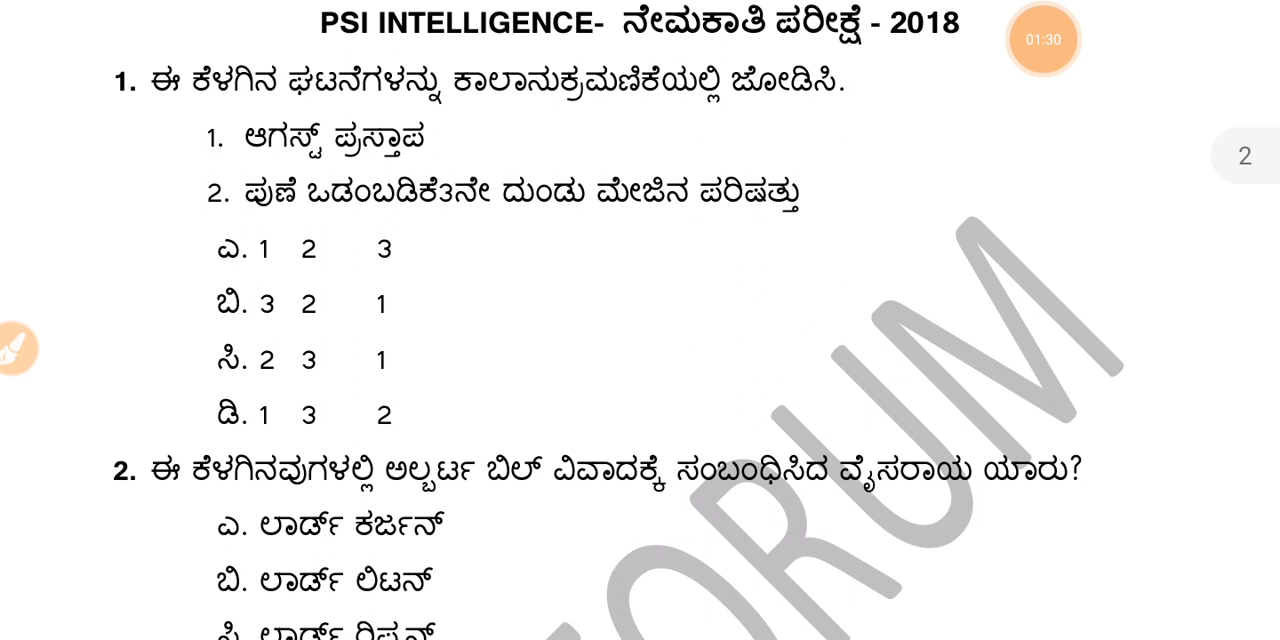 PSI INTELLIGENCE- ನೇಮಕಾತಿ ಪರೀಕ್ಷೆ - 2018
01:30
1. ಈ ಕೆಳಗಿನ ಘಟನೆಗಳನ್ನು ಕಾಲಾನುಕ್ರಮಣಿಕೆಯಲ್ಲಿ ಜೋಡಿಸಿ.
1. ಆಗಸ್ಟ್ ಪ್ರಸ್ತಾಪ
2
2. ಪುಣೆ ಒಡಂಬಡಿಕೆ3ನೇ ದುಂಡು ಮೇಜಿನ ಪರಿಷತ್ತು
ಎ. 1 2 3
ಬಿ. 3 2 1
ಸಿ. 2 3 1
ಡಿ. 1 3 2
2. ಈ ಕೆಳಗಿನವುಗಳಲ್ಲಿ ಅಲ್ಬರ್ಟ ಬಿಲ್ ವಿವಾದಕ್ಕೆ ಸಂಬಂಧಿಸಿದ ವೈಸರಾಯ ಯಾರು?
ಎ. ಲಾರ್ಡ್ ಕರ್ಜನ್
ಬಿ. ಲಾರ್ಡ್ ಲಿಟನ್
ಸಿ. ಲಾರ್ಡ್ ರಿಪನ್
ORUM